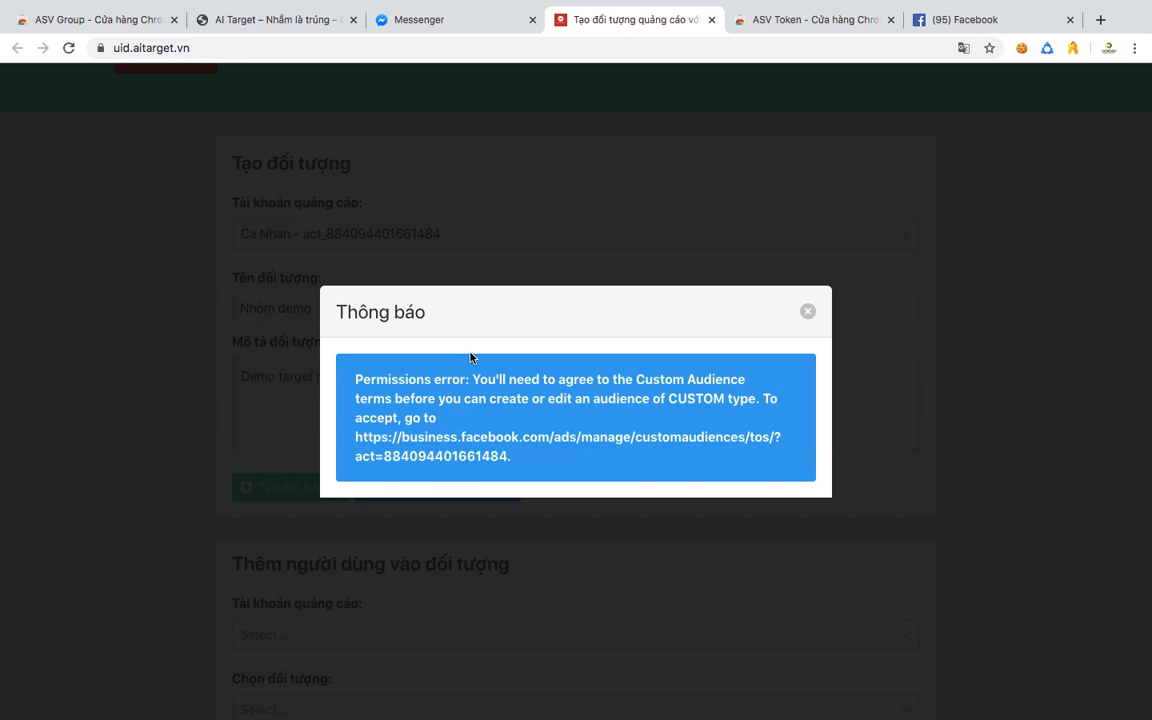 ASV Group - Cửa hàng Chro
AI Target – Nhắm là trúng –
Messenger
Tạo đối tượng quảng cáo với
ASV Token - Cửa hàng Chro
(95) Facebook
uid.aitarget.vn
Tạo đối tượng
Tài khoản quảng cáo:
Ca Nhan - act_884094401661484
Tên đối tượng:
Nhóm demo
Thông báo
Mô tả đối tượn
Demo target
Permissions error: You'll need to agree to the Custom Audience
terms before you can create or edit an audience of CUSTOM type. To
accept, go to
https://business.facebook.com/ads/manage/customaudiences/tos/?
act=884094401661484.
Tạo đối tư
Thêm người dùng vào đối tượng
Tài khoản quảng cáo:
Select...
Chọn đối tượng:
Select...